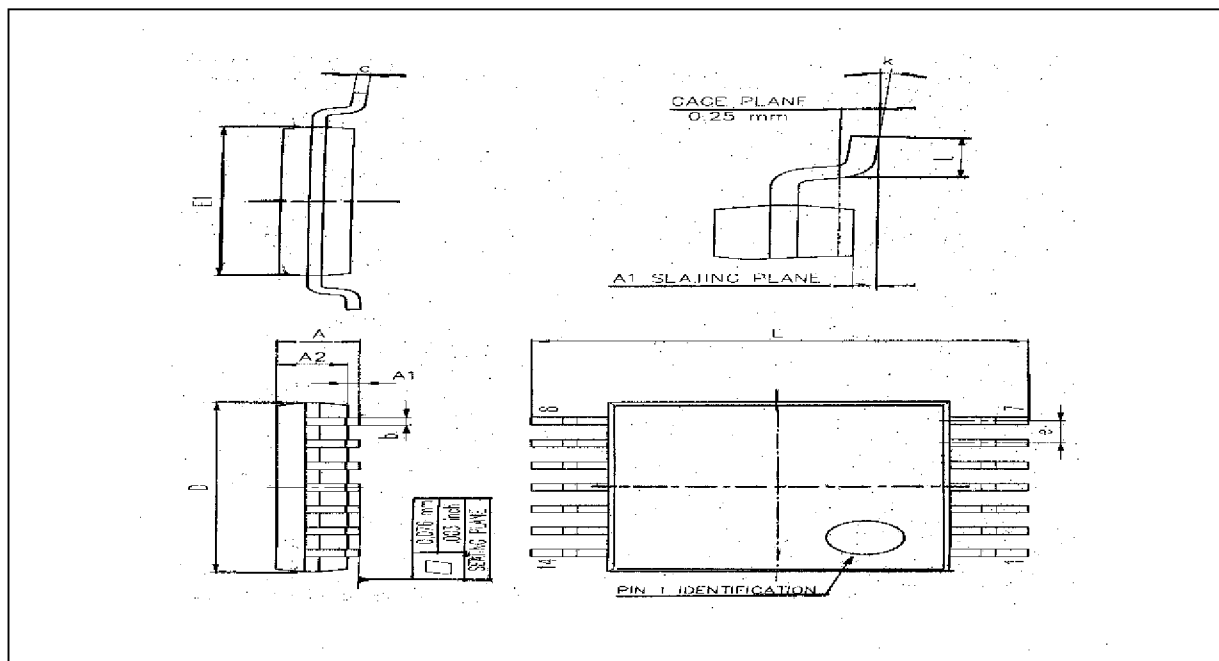 c
k
GAGE PLANE
0.25 mm
E1
L
A1 SEATING PLANE
A
A2
A1
E
8
7
b
e
D
0.076 mm
.003 inch
SEATING PLANE
14
1
PIN 1 IDENTIFICATION